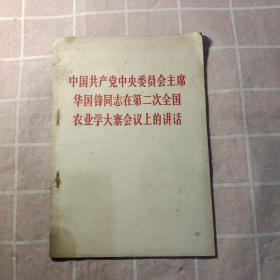 中国共产党中央委员会主席
华国锋同志在第二次全国
农业学大寨会议上的讲话